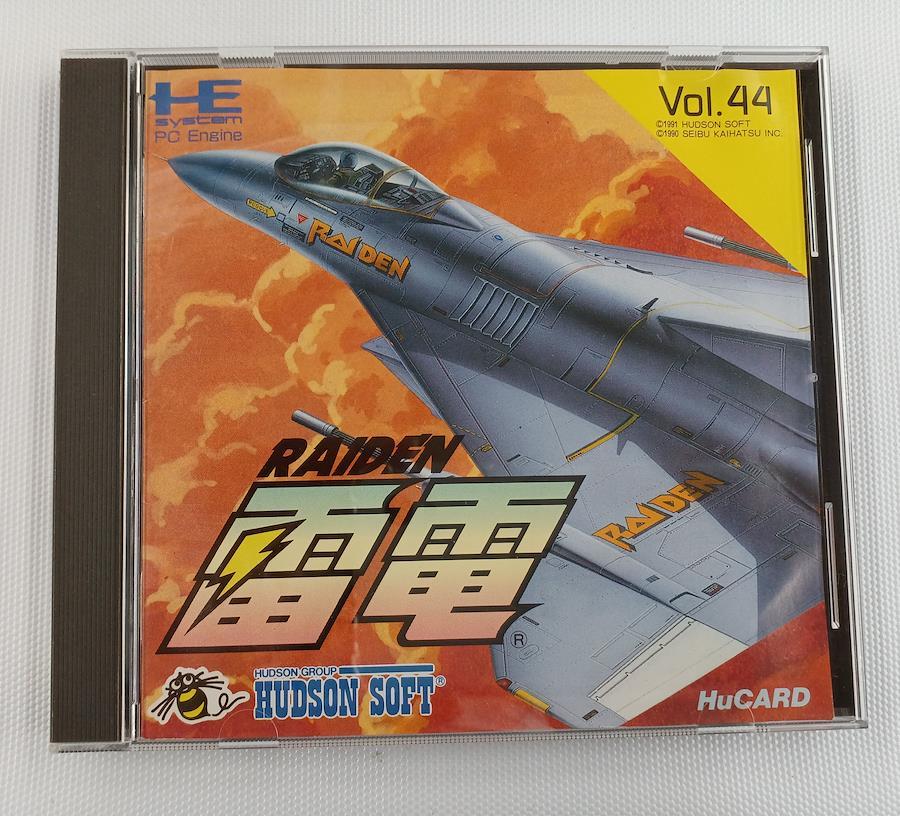 HE
system
PC Engine
Vol.44
©1991 HUDSON SOFT
©1990 SEIBU KAIHATSU INC.
RAIDEN
RAIDEN
雷電®
RAIDEN
HUDSON GROUP
HUDSON SOFT®
HuCARD